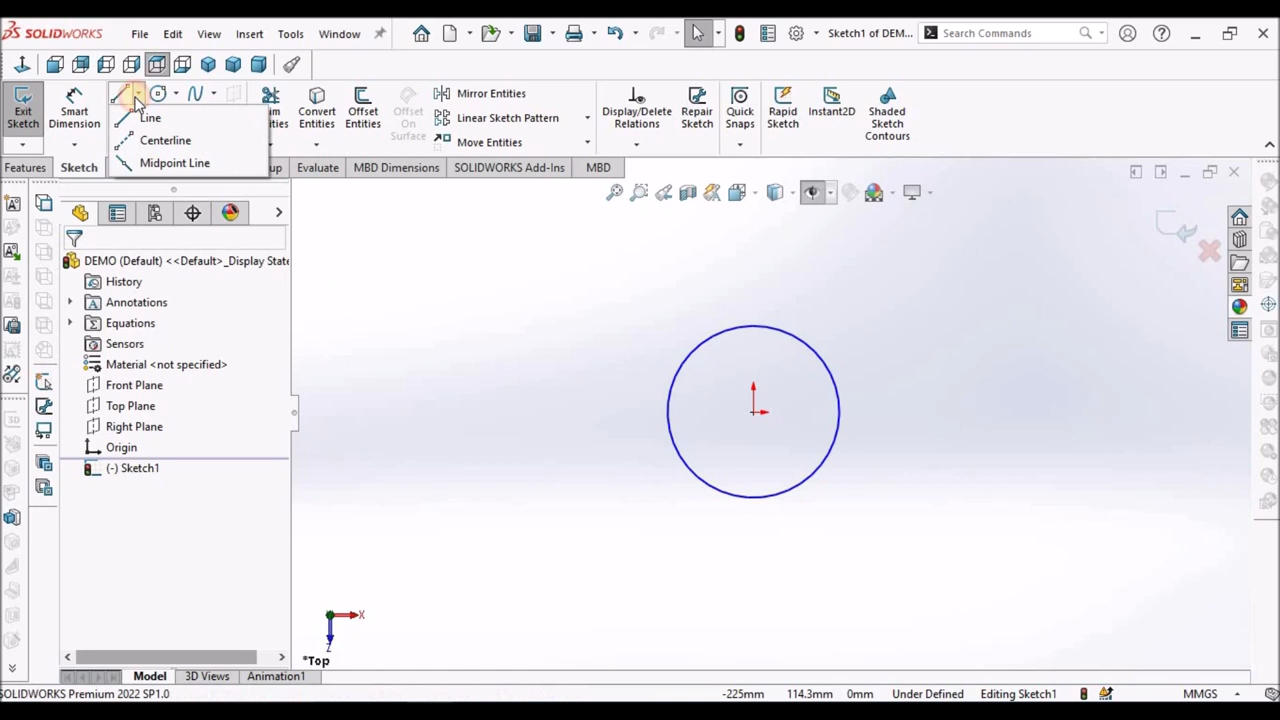 SOLIDWORKS File Edit View Insert Tools Window Sketch1 of DEM... Search Commands
Exit Sketch
Smart Dimension
Line
Centerline
Midpoint Line
Convert Entities
Offset Entities
Offset On Surface
Mirror Entities
Linear Sketch Pattern
Move Entities
Display/Delete Relations
Repair Sketch
Quick Snaps
Rapid Sketch
Instant2D
Shaded Sketch Contours
Features Sketch Evaluate MBD Dimensions SOLIDWORKS Add-Ins MBD
DEMO (Default) <<Default>_Display State
History
Annotations
Equations
Sensors
Material <not specified>
Front Plane
Top Plane
Right Plane
Origin
(-) Sketch1
X
Z
*Top
Model 3D Views Animation1
SOLIDWORKS Premium 2022 SP1.0 -225mm 114.3mm 0mm Under Defined Editing Sketch1 MMGS